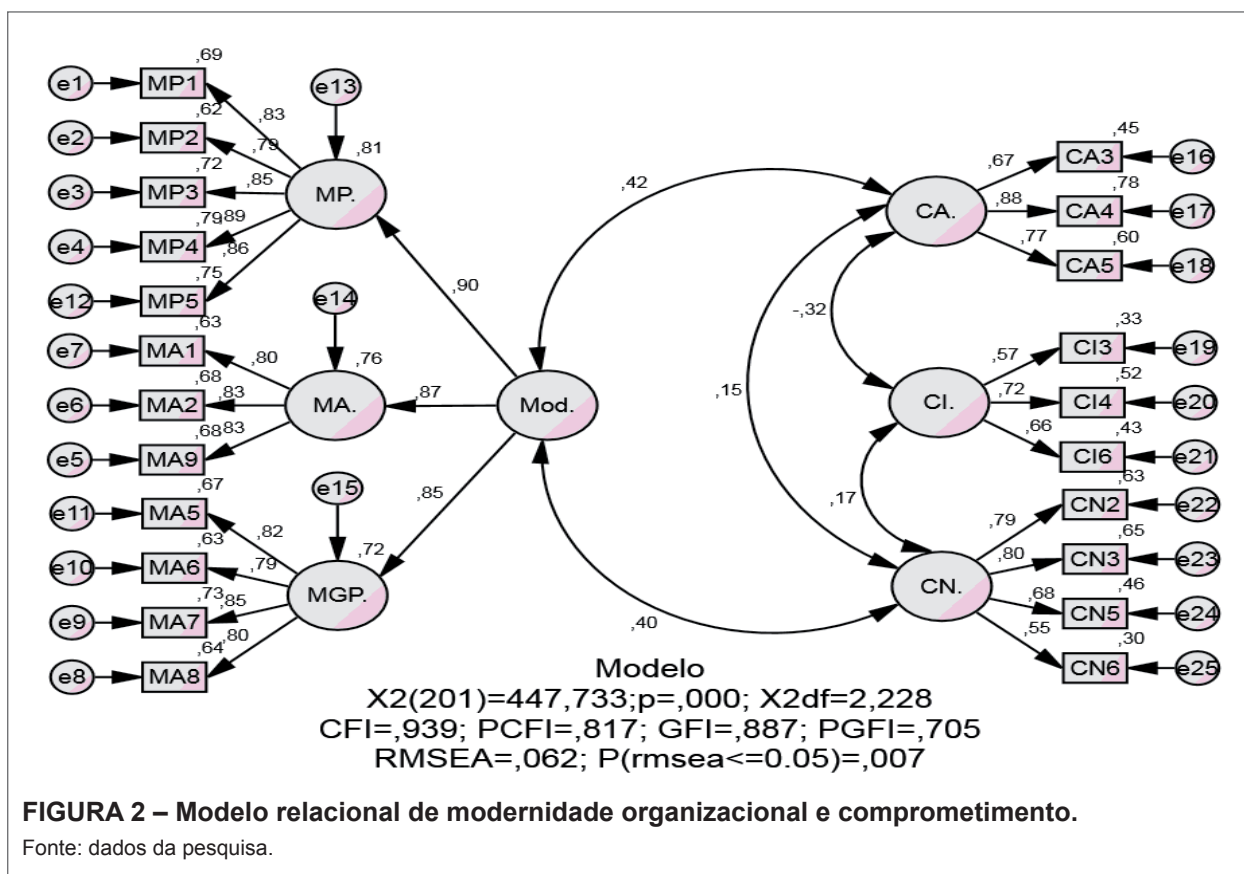 ,69
e1 MP1
,83
e13
,62
e2 MP2
,79
,81
,72
e3 MP3
,85
MP.
,79 ,89
e4 MP4
,86
,75
e12 MP5
,90
,63
e7 MA1
,80
e14
,76
,68
e6 MA2
,83
MA.
,87
Mod.
,68 ,83
e5 MA9
,67
e11 MA5
,82
e15
,85
,63
e10 MA6
,79
,72
,73 ,85
e9 MA7
MGP.
,64 ,80
e8 MA8
,42
,15
-,32
,17
,40
CA.
,67
,45
CA3 e16
,88
,78
CA4 e17
,77
,60
CA5 e18
CI.
,57
,33
CI3 e19
,72
,52
CI4 e20
,66
,43
CI6 e21
CN.
,79
,63
CN2 e22
,80
,65
CN3 e23
,68
,46
CN5 e24
,55
,30
CN6 e25
Modelo
X2(201)=447,733;p=,000; X2df=2,228
CFI=,939; PCFI=,817; GFI=,887; PGFI=,705
RMSEA=,062; P(rmsea<=0.05)=,007
FIGURA 2 – Modelo relacional de modernidade organizacional e comprometimento.
Fonte: dados da pesquisa.